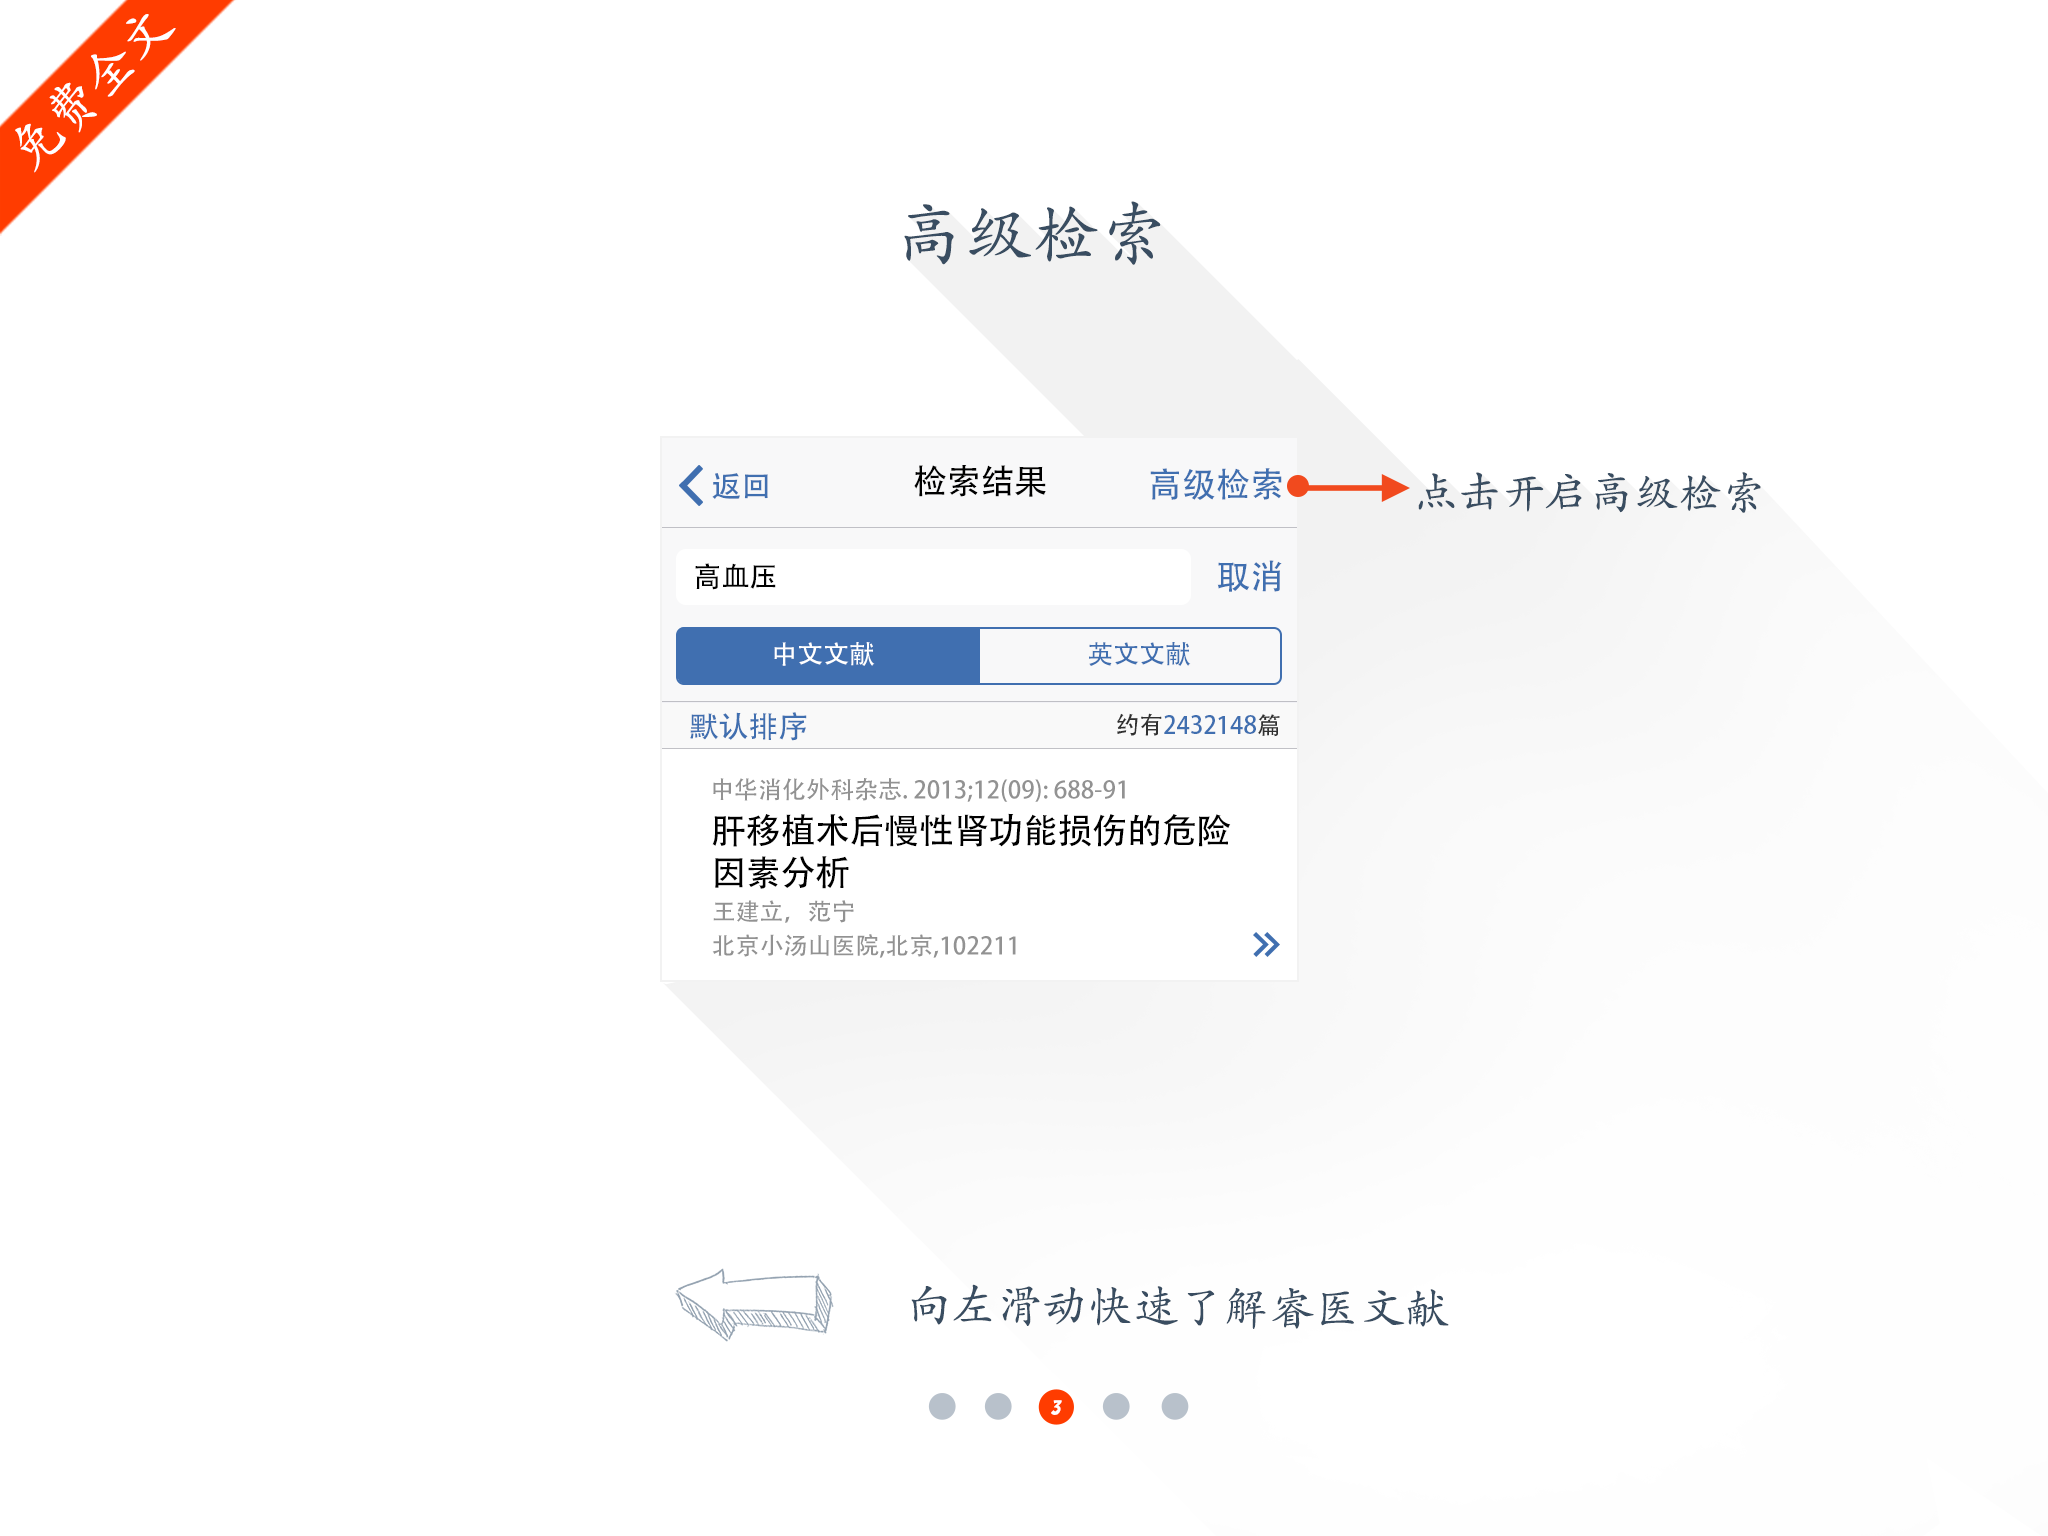 免费全文
高级检索
返回
检索结果
高级检索
点击开启高级检索
高血压
取消
中文文献
英文文献
默认排序
约有2432148篇
中华消化外科杂志. 2013;12(09): 688-91
肝移植术后慢性肾功能损伤的危险
因素分析
王建立，范宁
北京小汤山医院,北京,102211
向左滑动快速了解睿医文献
3